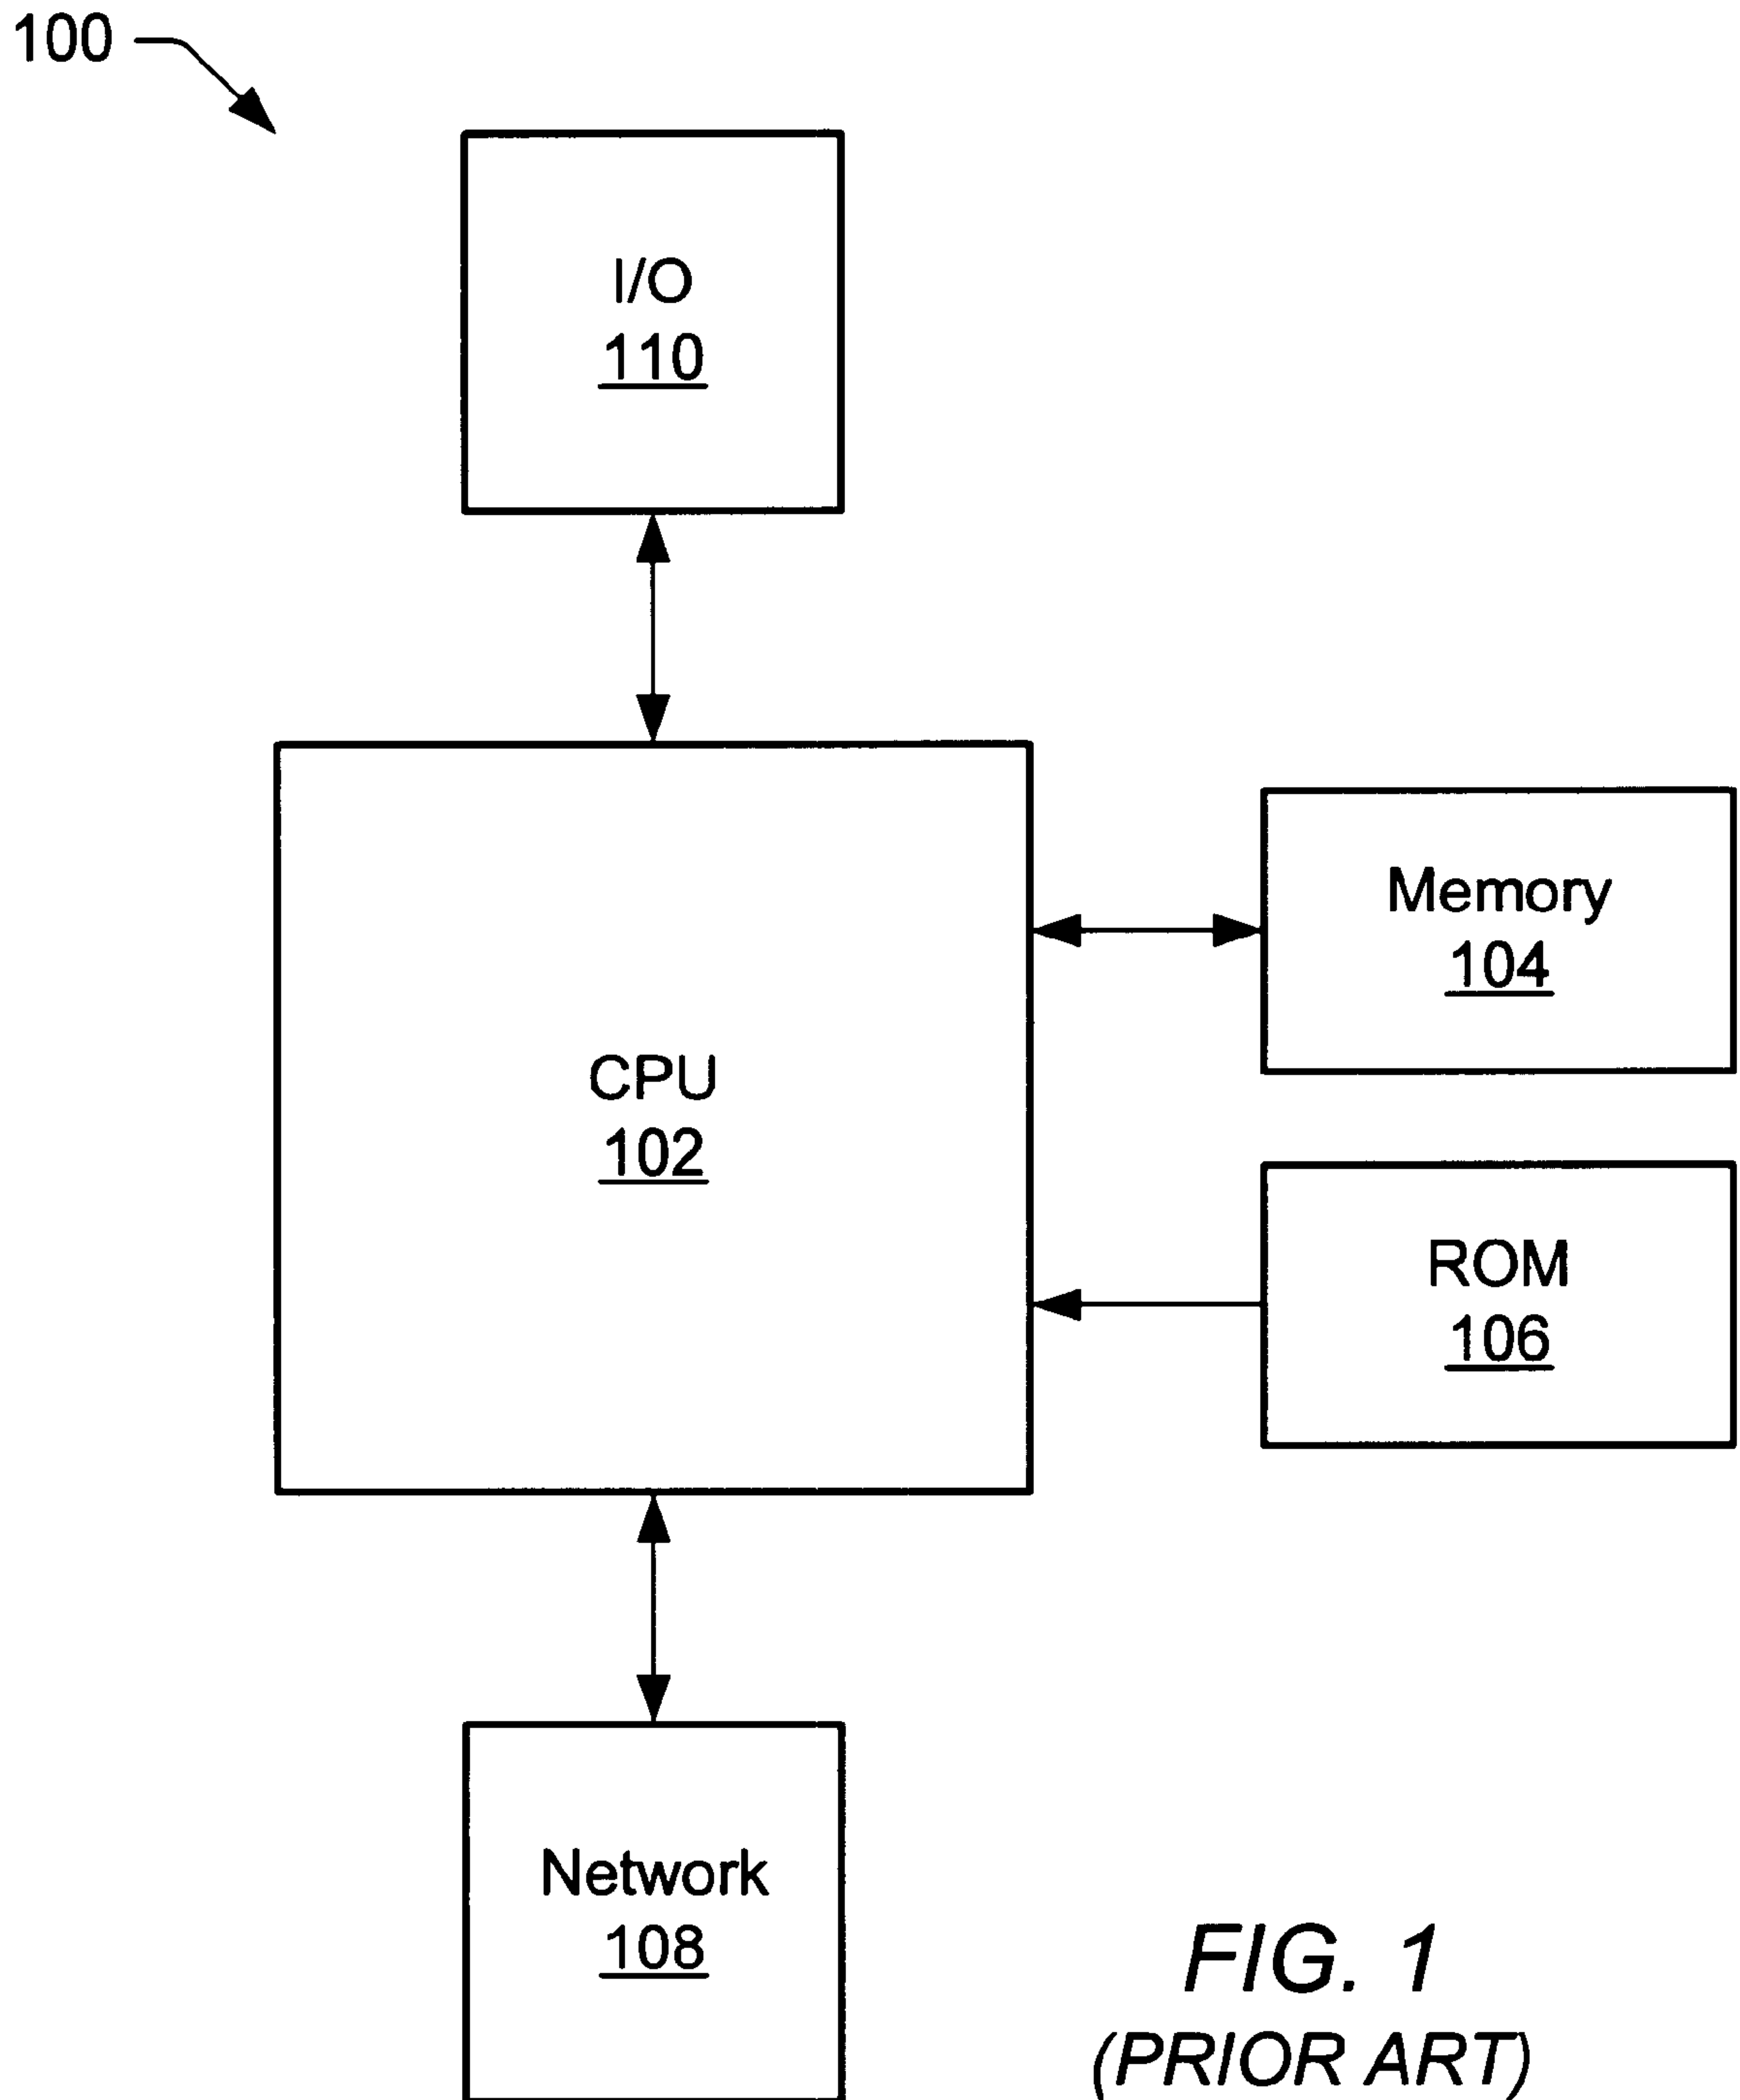 100
I/O
110
CPU
102
Memory
104
ROM
106
Network
108
FIG. 1
(PRIOR ART)